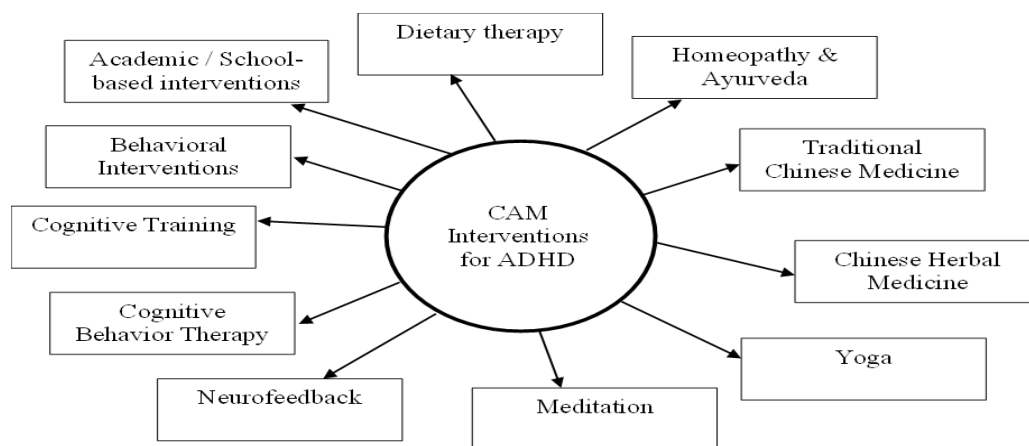 Dietary therapy
Academic / School-
based interventions
Homeopathy &
Ayurveda
Behavioral
Interventions
Traditional
Chinese Medicine
CAM
Interventions
for ADHD
Cognitive Training
Chinese Herbal
Medicine
Cognitive
Behavior Therapy
Yoga
Neurofeedback
Meditation